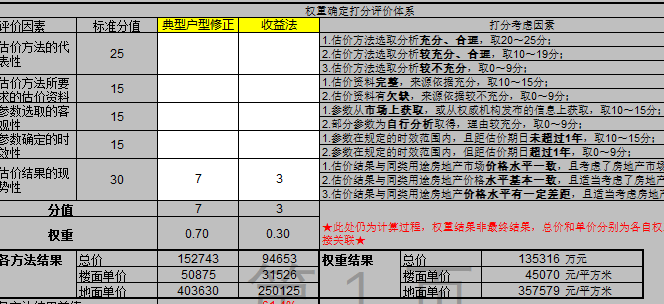 权重确定打分评价体系
评价因素 标准分值 典型户型修正 收益法 打分考虑因素
估价方法的代表性 25 1.估价方法选取分析充分、合理，取20～25分；
2.估价方法选取分析较充分、合理，取10～19分；
3.估价方法选取分析较不充分，取0～9分；
估价方法所要求的估价资料 15 1.估价资料完整，来源依据充分，取10～15分；
2.估价资料有欠缺，来源依据较不充分，取0～9分；
参数选取的客观性 15 1.参数从市场上获取，或从权威机构发布的信息上获取，取10～15分；
2.部分参数为自行分析取得，理由较充分，取0～9分；
参数确定的时效性 15 1.参数在规定的时效范围内，且距估价期日未超过1年，取10～15分；
2.参数在规定的时效范围内，但距估价期日超过1年，取0～9分；
估价结果的现势性 30 7 3 1.估价结果与同类用途房地产市场价格水平一致，且考虑了房地产市场
2.估价结果与同类用途房地产价格水平基本一致，且适当考虑了房地产
3.估价结果与同类用途房地产价格水平有一定差距，且适当考虑了房地产
分值 7 3
权重 0.70 0.30 ★此处仍为计算过程，权重结果非最终结果，总价和单价分别为各自权
接关联★
各方法结果 总价 152743 94653 权重结果 135316 万元
楼面单价 50875 31526 楼面单价 45070 元/平方米
地面单价 403630 250125 地面单价 357579 元/平方米